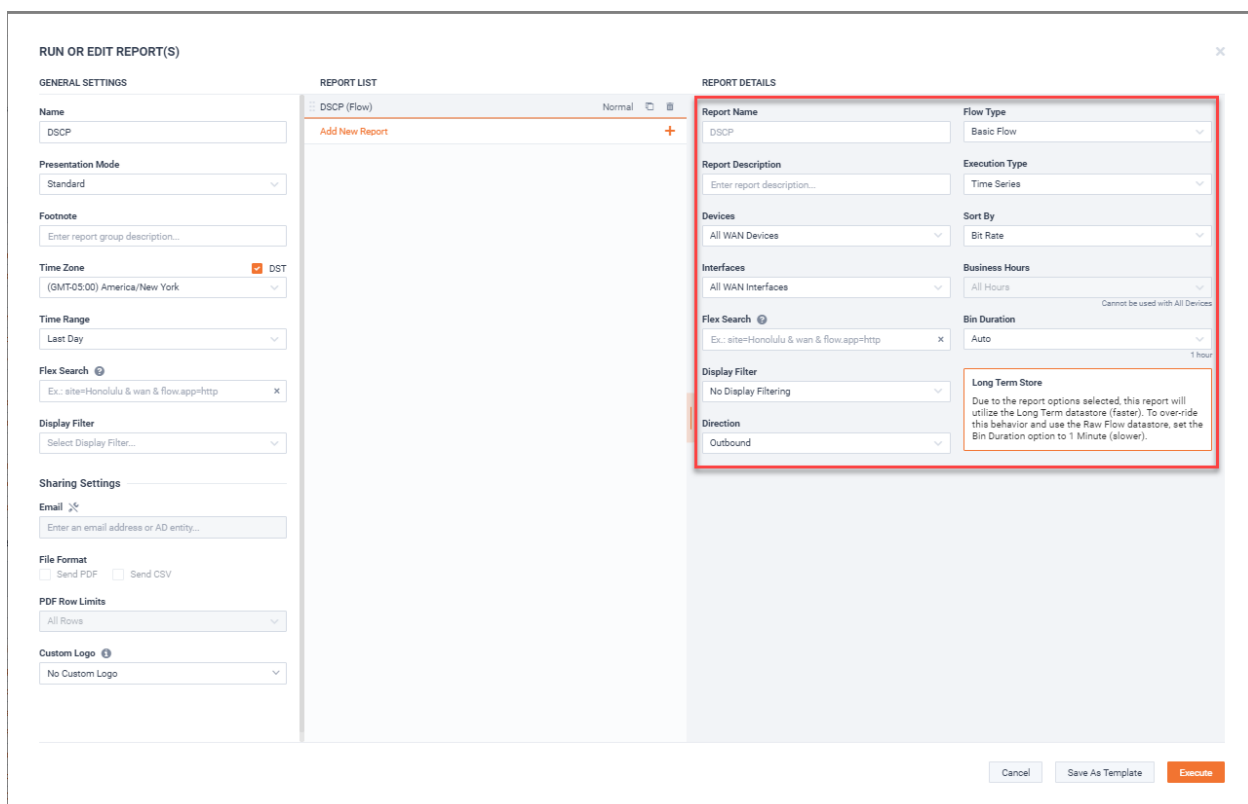 RUN OR EDIT REPORT(S)
GENERAL SETTINGS
Name
DSCP
Presentation Mode
Standard
Footnote
Enter report group description...
Time Zone
DST
(GMT-05:00) America/New York
Time Range
Last Day
Flex Search
Ex.: site=Honolulu & wan & flow.app=http
Display Filter
Select Display Filter...
Sharing Settings
Email
Enter an email address or AD entity...
File Format
Send PDF
Send CSV
PDF Row Limits
All Rows
Custom Logo
No Custom Logo
REPORT LIST
DSCP (Flow)
Normal
Add New Report
REPORT DETAILS
Report Name
DSCP
Report Description
Enter report description...
Devices
All WAN Devices
Interfaces
All WAN Interfaces
Flex Search
Ex.: site=Honolulu & wan & flow.app=http
Display Filter
No Display Filtering
Direction
Outbound
Flow Type
Basic Flow
Execution Type
Time Series
Sort By
Bit Rate
Business Hours
All Hours
Cannot be used with All Devices
Bin Duration
Auto
1 hour
Long Term Store
Due to the report options selected, this report will
utilize the Long Term datastore (faster). To over-ride
this behavior and use the Raw Flow datastore, set the
Bin Duration option to 1 Minute (slower).
Cancel
Save As Template
Execute